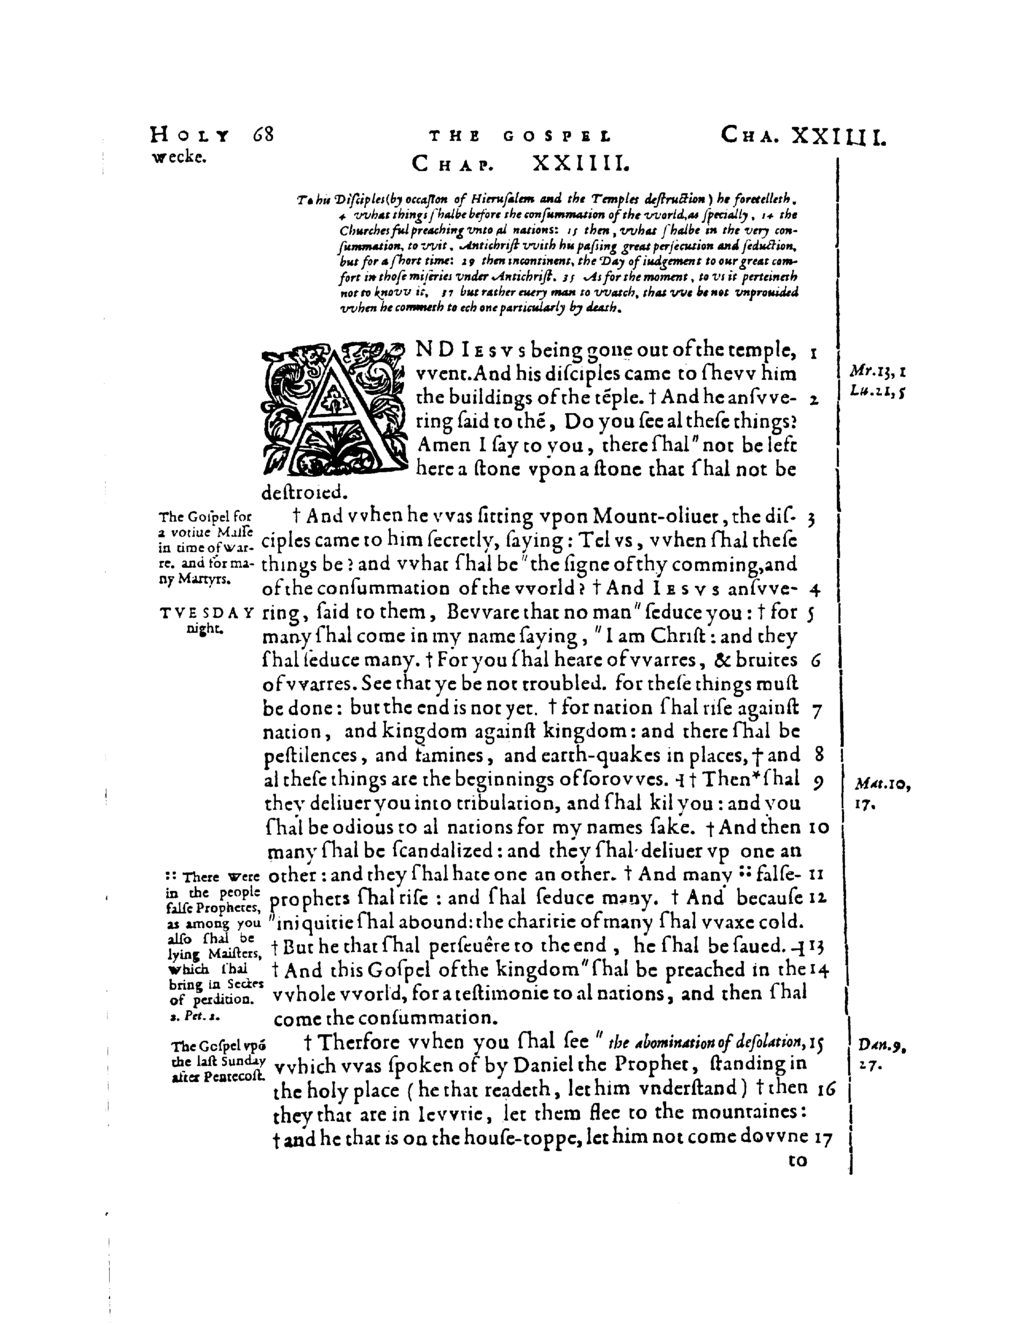 HOLY 68 THE GOSPEL CHA. XXIIII.
weeke.
CHAP. XXIIII.
To his Diſciples (by occaſion of Hieruſalem and the Temples deſtruction) he foretelleth,
4 vvhat things ſhalbe before the conſummation of the vvorld, as ſpecially, 14 the
Churches ful preaching vnto al nations: 15 then, vvhat ſhalbe in the very con-
ſummation, to vvit, Antichriſt vvith his paſsing great perſecution and ſeduction,
but for a ſhort time: 29 then incontinent, the Day of iudgement to our great com-
fort in thoſe miſeries vnder Antichriſt. 35 As for the moment, to vs it perteineth
not to knovv it, 37 but rather euery man to vvatch, that vve be not vnprouided
vvhen he commeth to ech one particularly by death.
AND IESVS being gone out of the temple, 1
vvent. And his diſciples came to ſhevv him
Mr. 13, 1
the buildings of the tẽple. † And he anſvve- 2
Lu. 21, 5
ring ſaid to thẽ, Do you ſee al theſe things?
Amen I ſay to you, there ſhal " not be left
here a ſtone vpon a ſtone that ſhal not be
deſtroied.
The Goſpel for
a votiue Maſſe
in time of war-
re. and for ma-
ny Martyrs.
† And vvhen he vvas ſitting vpon Mount-oliuet, the diſ- 3
ciples came to him ſecretly, ſaying: Tel vs, vvhen ſhal theſe
things be? and vvhat ſhal be " the ſigne of thy comming, and
of the conſummation of the vvorld? † And IESVS anſvve- 4
TVESDAY
night.
ring, ſaid to them, Bevvare that no man " ſeduce you: † for 5
many ſhal come in my name ſaying, " I am Chriſt: and they
ſhal ſeduce many. † For you ſhal heare of vvarres, & bruites 6
of vvarres. See that ye be not troubled. for theſe things muſt
be done: but the end is not yet. † for nation ſhal riſe againſt 7
nation, and kingdom againſt kingdom: and there ſhal be
peſtilences, and famines, and earth-quakes in places, † and 8
al theſe things are the beginnings of ſorovves. ⊣ † Then * ſhal 9
Mat. 10,
17.
they deliuer you into tribulation, and ſhal kil you: and you
ſhal be odious to al nations for my names ſake. † And then 10
many ſhal be ſcandalized: and they ſhal deliuer vp one an
other: and they ſhal hate one an other. † And many :: falſe- 11
:: There were
in the people
falſe Prophetes,
as among you
alſo ſhal be
lying Maiſters,
which ſhal
bring in Sectes
of perdition.
2. Pet. 2.
prophets ſhal riſe: and ſhal ſeduce many. † And becauſe 12
" iniquitie ſhal abound: the charitie of many ſhal vvaxe cold.
† But he that ſhal perſeuêre to the end, he ſhal be ſaued. ⊣ 13
† And this Goſpel of the kingdom " ſhal be preached in the 14
vvhole vvorld, for a teſtimonie to al nations, and then ſhal
come the conſummation.
The Goſpel vpõ
the laſt Sunday
after Pentecoſt.
† Therfore vvhen you ſhal ſee " the abomination of deſolation, 15
Dan. 9,
27.
vvhich vvas ſpoken of by Daniel the Prophet, ſtanding in
the holy place (he that readeth, let him vnderſtand) † then 16
they that are in Ievvrie, let them flee to the mountaines:
† and he that is on the houſe-toppe, let him not come dovvne 17
to